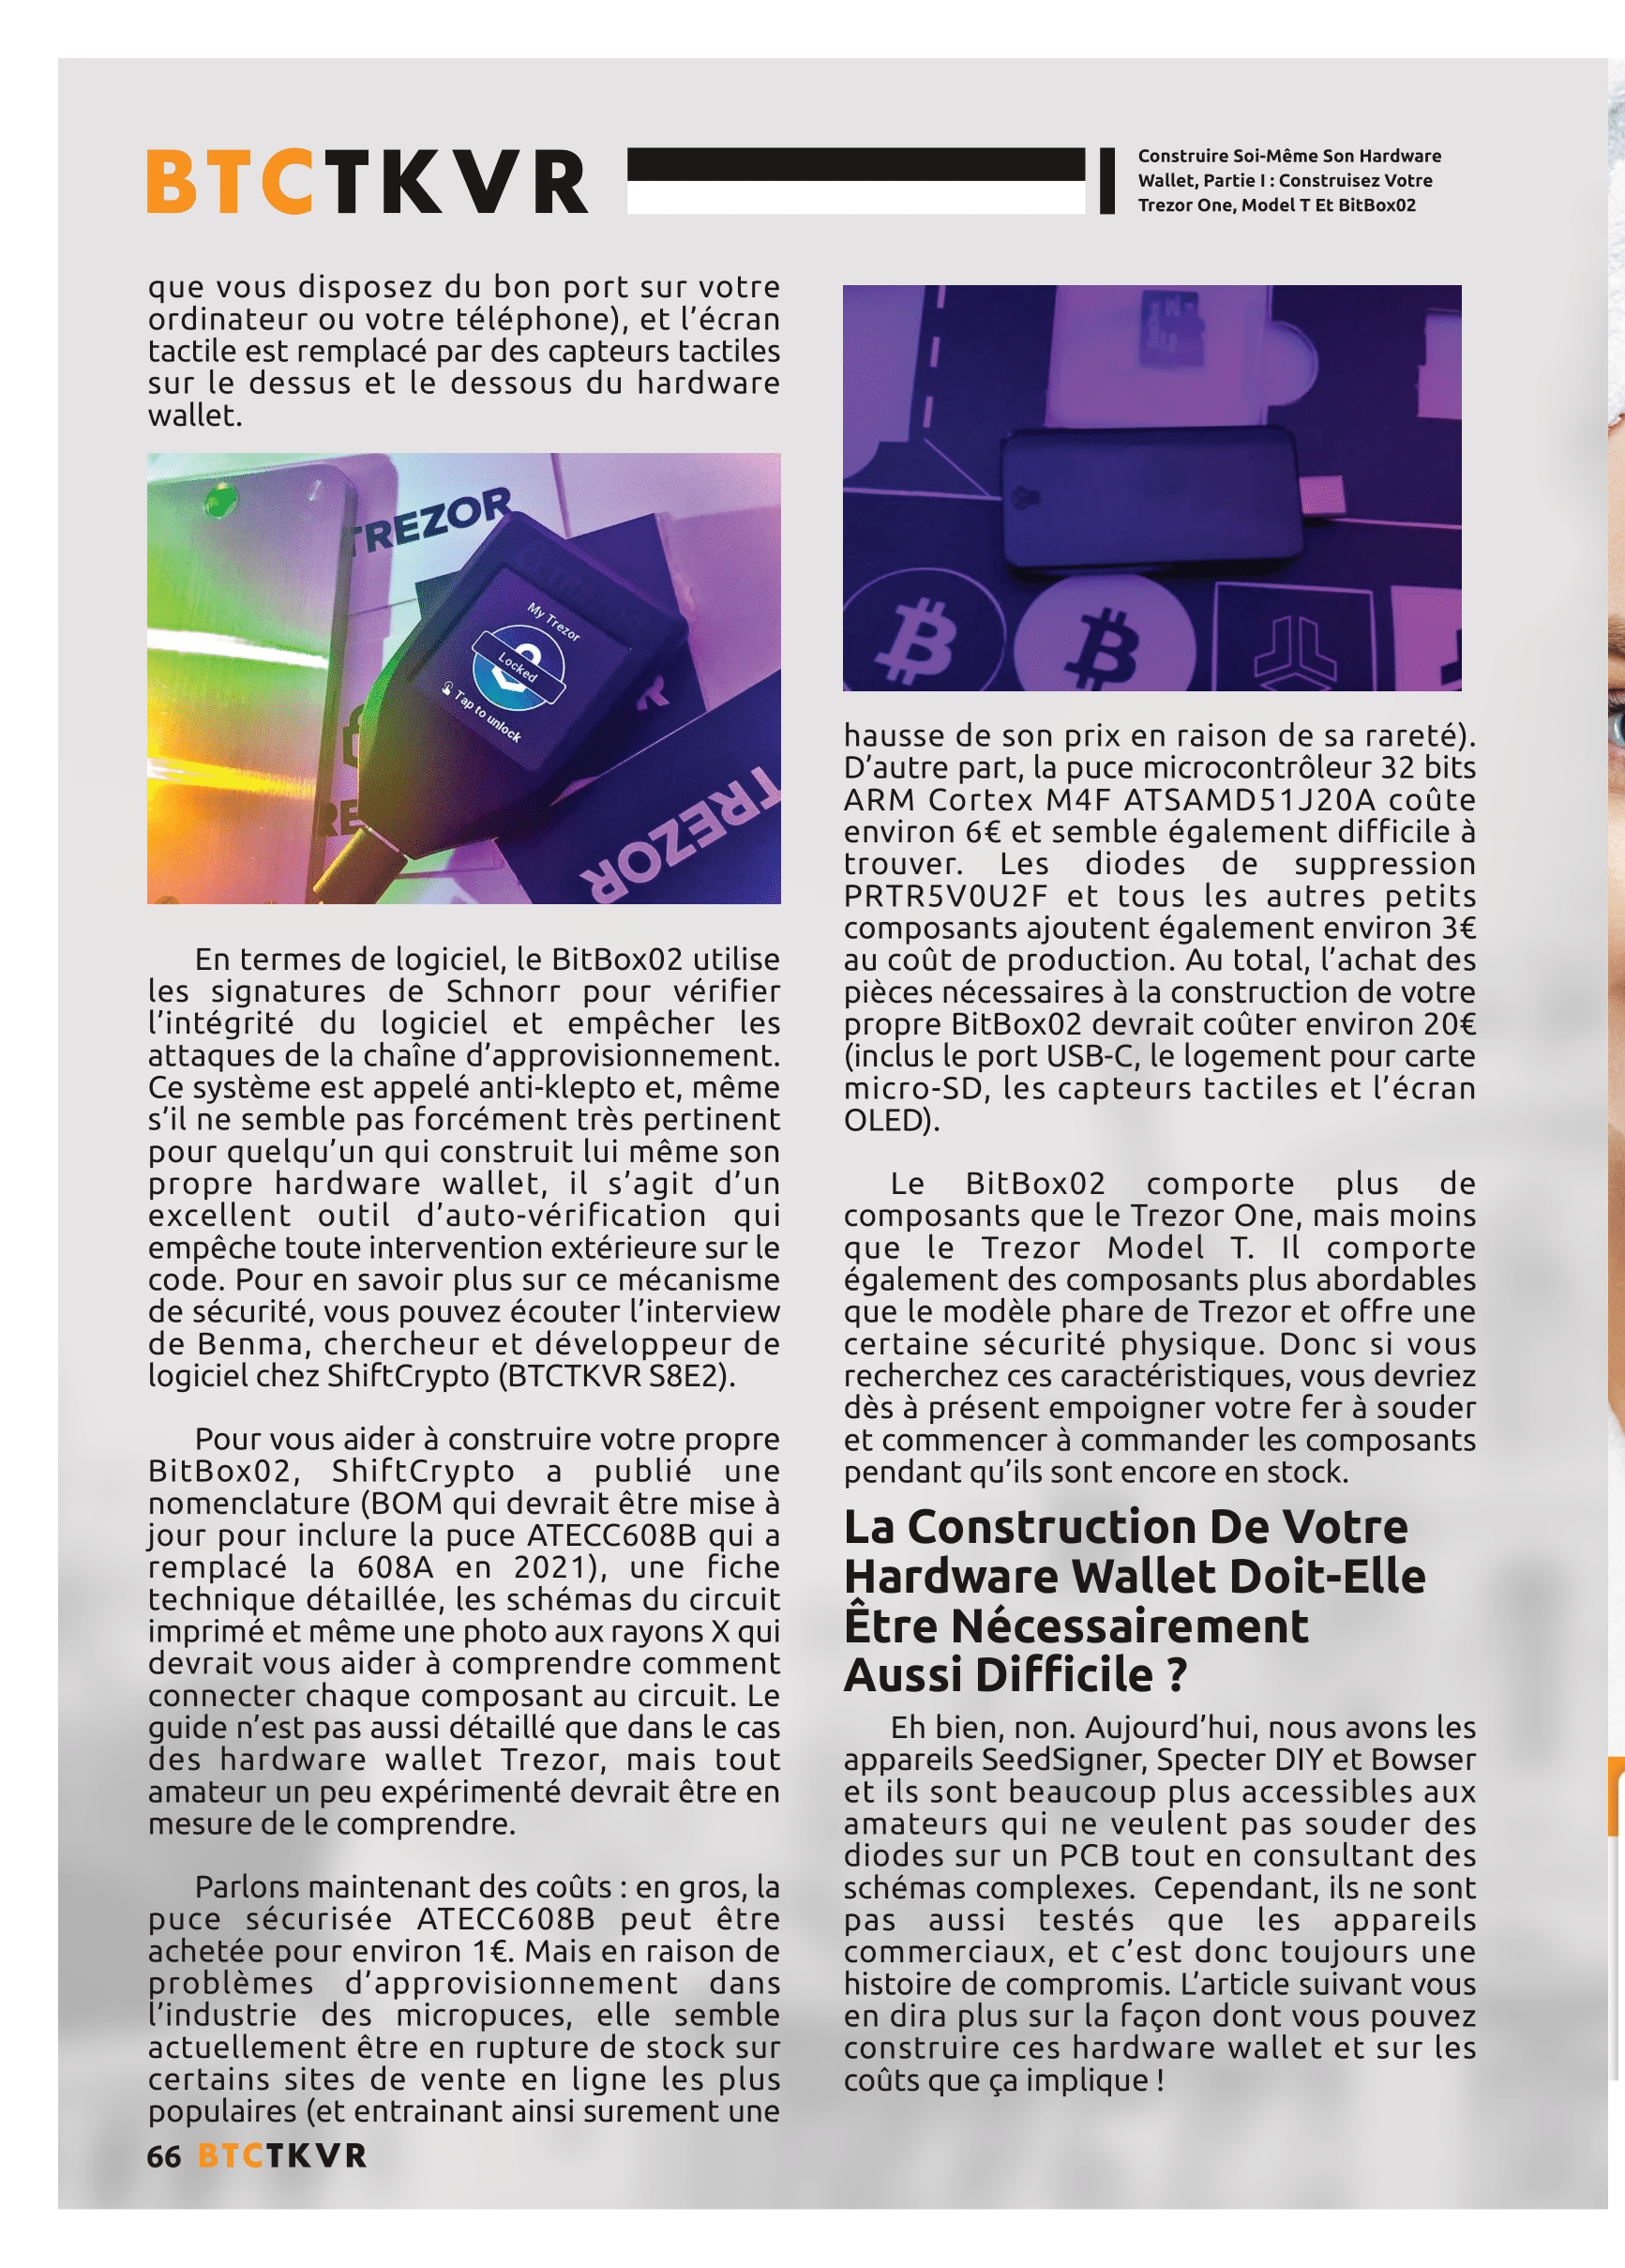 BTCTKVR
Construire Soi-Même Son Hardware
Wallet, Partie I : Construisez Votre
Trezor One, Model T Et BitBox02
que vous disposez du bon port sur votre
ordinateur ou votre téléphone), et l’écran
tactile est remplacé par des capteurs tactiles
sur le dessus et le dessous du hardware
wallet.
TREZOR
My Trezor
Locked
Tap to unlock
R
RE
TREZOR
En termes de logiciel, le BitBox02 utilise
les signatures de Schnorr pour vérifier
l’intégrité du logiciel et empêcher les
attaques de la chaîne d’approvisionnement.
Ce système est appelé anti-klepto et, même
s’il ne semble pas forcément très pertinent
pour quelqu’un qui construit lui même son
propre hardware wallet, il s’agit d’un
excellent outil d’auto-vérification qui
empêche toute intervention extérieure sur le
code. Pour en savoir plus sur ce mécanisme
de sécurité, vous pouvez écouter l’interview
de Benma, chercheur et développeur de
logiciel chez ShiftCrypto (BTCTKVR S8E2).
Pour vous aider à construire votre propre
BitBox02, ShiftCrypto a publié une
nomenclature (BOM qui devrait être mise à
jour pour inclure la puce ATECC608B qui a
remplacé la 608A en 2021), une fiche
technique détaillée, les schémas du circuit
imprimé et même une photo aux rayons X qui
devrait vous aider à comprendre comment
connecter chaque composant au circuit. Le
guide n’est pas aussi détaillé que dans le cas
des hardware wallet Trezor, mais tout
amateur un peu expérimenté devrait être en
mesure de le comprendre.
Parlons maintenant des coûts : en gros, la
puce sécurisée ATECC608B peut être
achetée pour environ 1€. Mais en raison de
problèmes d’approvisionnement dans
l’industrie des micropuces, elle semble
actuellement être en rupture de stock sur
certains sites de vente en ligne les plus
populaires (et entrainant ainsi surement une
hausse de son prix en raison de sa rareté).
D’autre part, la puce microcontrôleur 32 bits
ARM Cortex M4F ATSAMD51J20A coûte
environ 6€ et semble également difficile à
trouver. Les diodes de suppression
PRTR5V0U2F et tous les autres petits
composants ajoutent également environ 3€
au coût de production. Au total, l’achat des
pièces nécessaires à la construction de votre
propre BitBox02 devrait coûter environ 20€
(inclus le port USB-C, le logement pour carte
micro-SD, les capteurs tactiles et l’écran
OLED).
Le BitBox02 comporte plus de
composants que le Trezor One, mais moins
que le Trezor Model T. Il comporte
également des composants plus abordables
que le modèle phare de Trezor et offre une
certaine sécurité physique. Donc si vous
recherchez ces caractéristiques, vous devriez
dès à présent empoigner votre fer à souder
et commencer à commander les composants
pendant qu’ils sont encore en stock.
La Construction De Votre
Hardware Wallet Doit-Elle
Être Nécessairement
Aussi Difficile ?
Eh bien, non. Aujourd’hui, nous avons les
appareils SeedSigner, Specter DIY et Bowser
et ils sont beaucoup plus accessibles aux
amateurs qui ne veulent pas souder des
diodes sur un PCB tout en consultant des
schémas complexes. Cependant, ils ne sont
pas aussi testés que les appareils
commerciaux, et c’est donc toujours une
histoire de compromis. L’article suivant vous
en dira plus sur la façon dont vous pouvez
construire ces hardware wallet et sur les
coûts que ça implique !
66 BTCTKVR